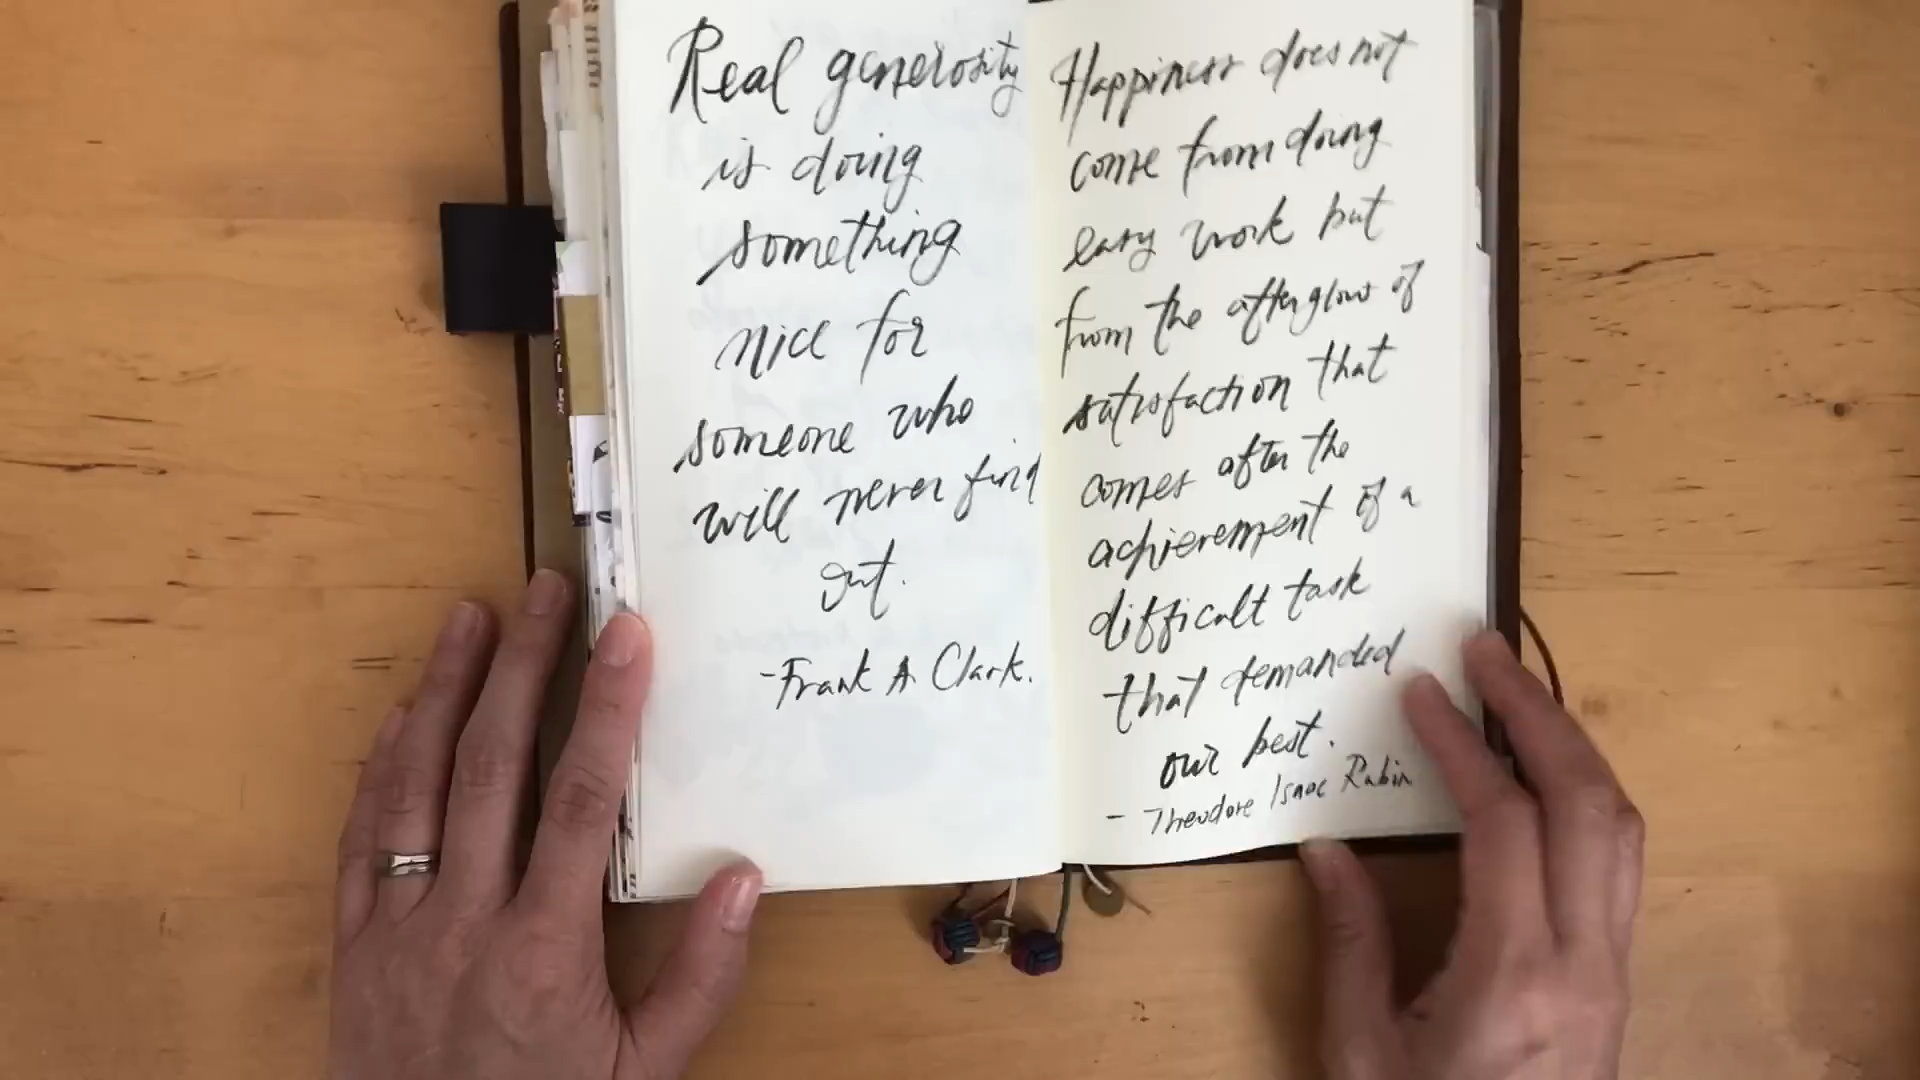 Real generosity
is doing
something
nice for
someone who
will never find
out.
-Frank A Clark.
Happiness does not
come from doing
easy work but
from the afterglow of
satisfaction that
comes after the
achievement of a
difficult task
that demanded
our best.
- Theodore Isaac Rubin